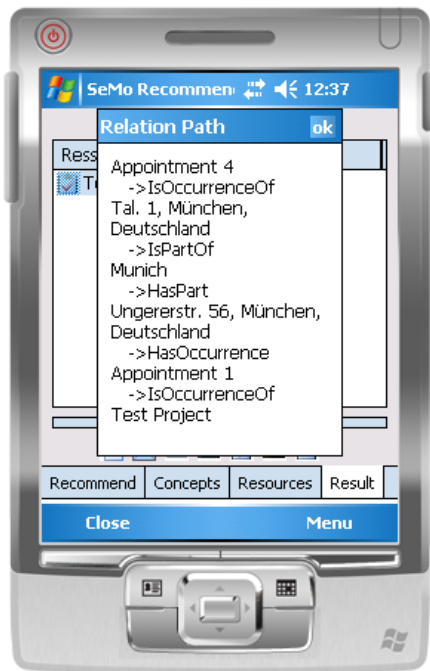 SeMo Recommen 12:37
Relation Path ok
Ress
Appointment 4
->IsOccurrenceOf
Tal. 1, München,
Deutschland
->IsPartOf
Munich
->HasPart
Ungererstr. 56, München,
Deutschland
->HasOccurrence
Appointment 1
->IsOccurrenceOf
Test Project
Recommend Concepts Resources Result
Close Menu